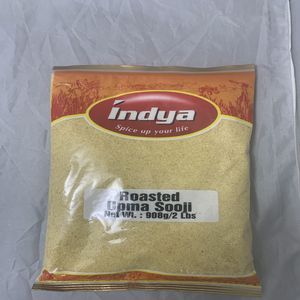 Indya
Spice up your life
Roasted
Upma Sooji
Net Wt. : 908g/2 Lbs